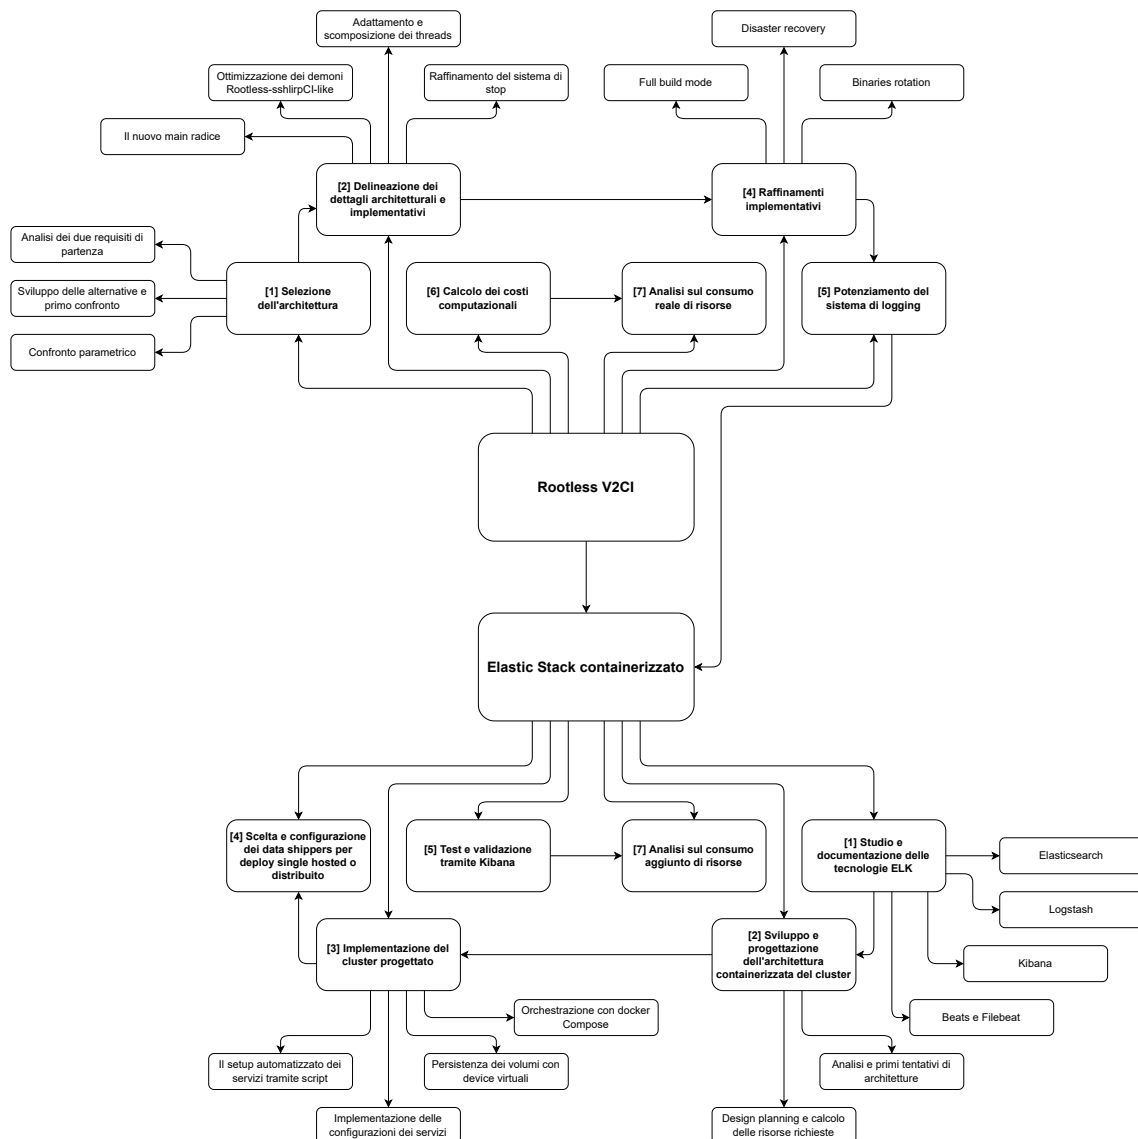 Adattamento e
scomposizione dei threads
Disaster recovery
Ottimizzazione dei demoni
Rootless-sshlirpCI-like
Raffinamento del sistema di
stop
Full build mode
Binaries rotation
Il nuovo main radice
[2] Delineazione dei
dettagli architetturali e
implementativi
[4] Raffinamenti
implementativi
Analisi dei due requisiti di
partenza
Sviluppo delle alternative e
primo confronto
Confronto parametrico
[1] Selezione
dell'architettura
[6] Calcolo dei costi
computazionali
[7] Analisi sul consumo
reale di risorse
[5] Potenziamento del
sistema di logging
Rootless V2CI
Elastic Stack containerizzato
[4] Scelta e configurazione
dei data shippers per
deploy single hosted o
distribuito
[5] Test e validazione
tramite Kibana
[7] Analisi sul consumo
aggiunto di risorse
[1] Studio e
documentazione delle
tecnologie ELK
Elasticsearch
Logstash
Kibana
Beats e Filebeat
[3] Implementazione del
cluster progettato
[2] Sviluppo e
progettazione
dell'architettura
containerizzata del cluster
Orchestrazione con docker
Compose
Il setup automatizzato dei
servizi tramite script
Persistenza dei volumi con
device virtuali
Analisi e primi tentativi di
architetture
Implementazione delle
configurazioni dei servizi
Design planning e calcolo
delle risorse richieste